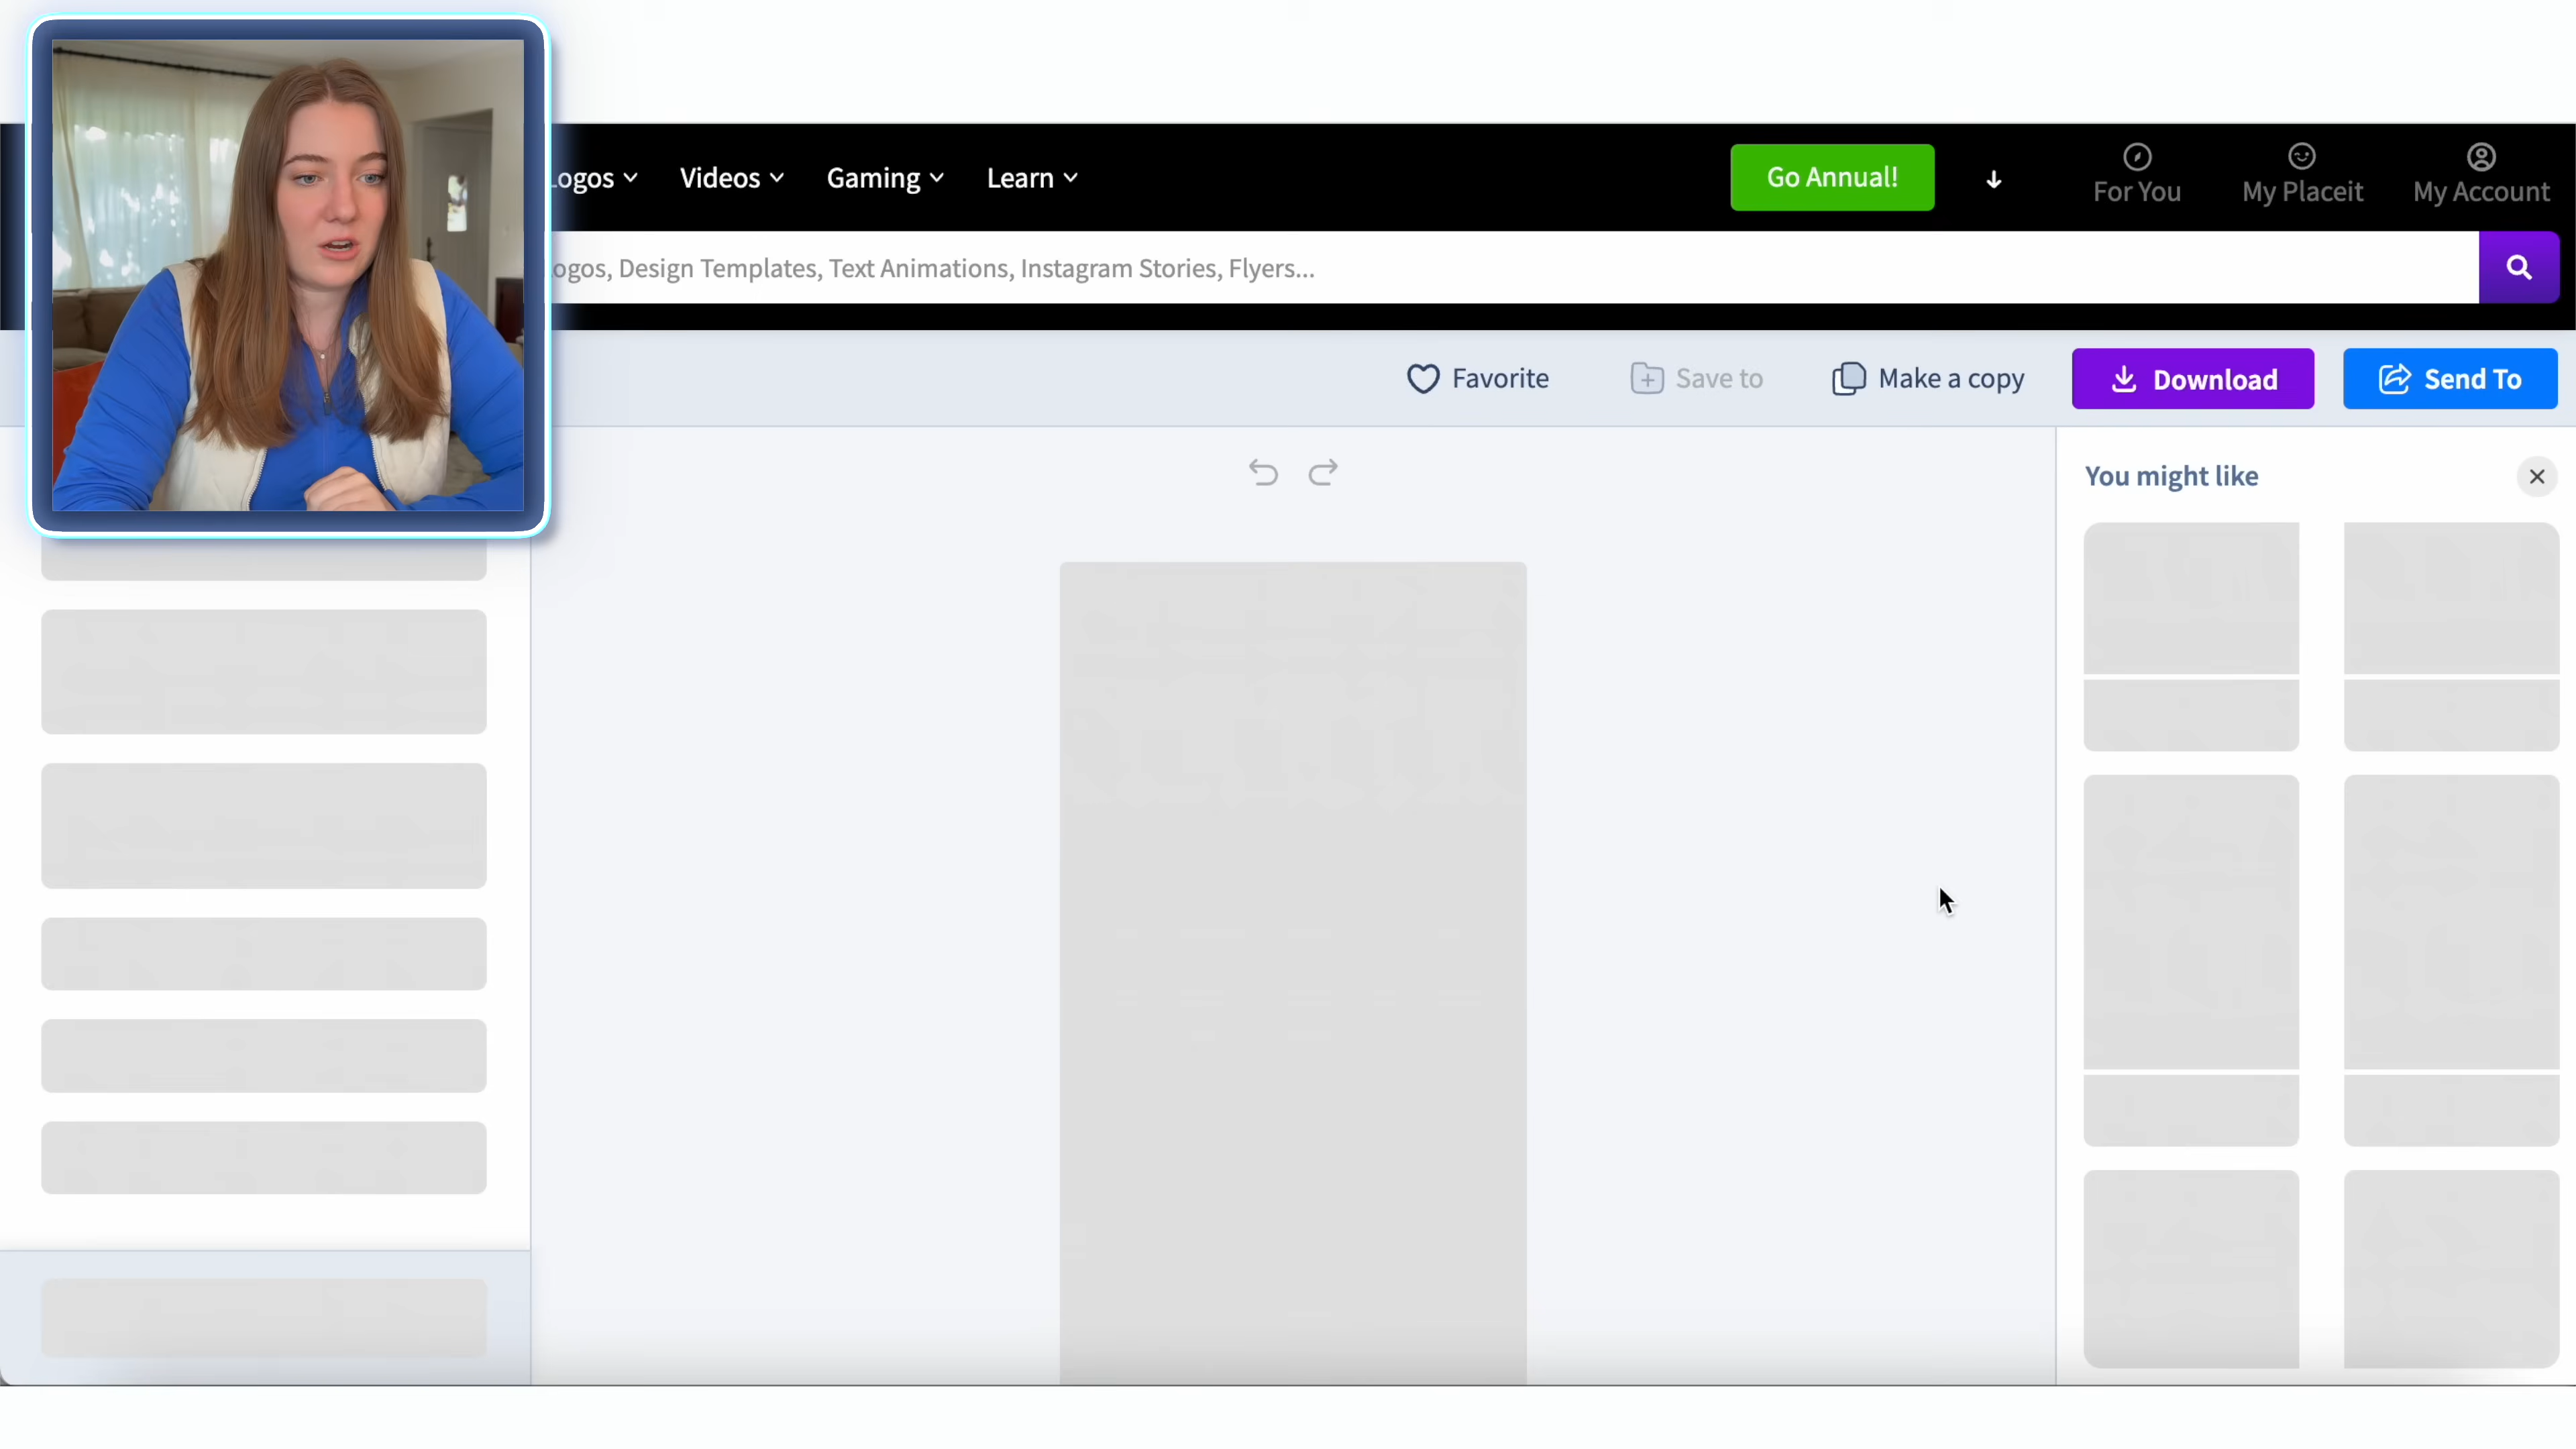 Videos
Gaming
Learn
Go Annual!
For You
My Placeit
My Account
ogos, Design Templates, Text Animations, Instagram Stories, Flyers...
Favorite
Save to
Make a copy
Download
Send To
You might like